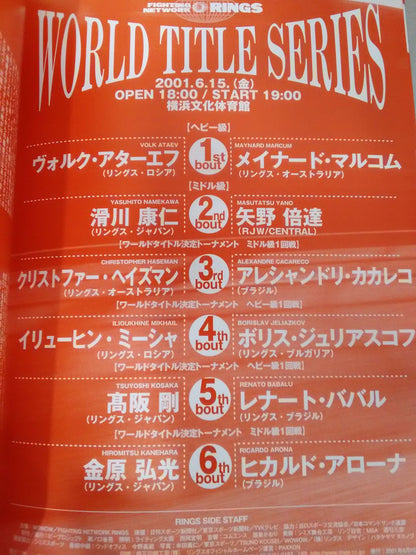 FIGHTING NETWORK RINGS
WORLD TITLE SERIES
2001.6.15.(金)
OPEN 18:00 / START 19:00
横浜文化体育館
【ヘビー級】
VOLK ATAEV
ヴォルク・アターエフ
(リングス・ロシア)
1st bout
MAYNARD MARCUM
メイナード・マルコム
(リングス・オーストラリア)
【ミドル級】
YASUHITO NAMEKAWA
滑川 康仁
(リングス・ジャパン)
2nd bout
MASUTATSU YANO
矢野 倍達
(RJW/CENTRAL)
【ワールドタイトル決定トーナメント ミドル級1回戦】
CHRISTOPHER HASEMAN
クリストファー・ヘイズマン
(リングス・オーストラリア)
3rd bout
ALEXANDRE CACARECO
アレシャンドリ・カカレコ
(ブラジル)
【ワールドタイトル決定トーナメント ヘビー級1回戦】
ILIOUKHINE MIKHAIL
イリューヒン・ミーシャ
(リングス・ロシア)
4th bout
BORISLAV JELIAZKOV
ボリス・ジュリアスコフ
(リングス・ブルガリア)
【ワールドタイトル決定トーナメント ヘビー級1回戦】
TSUYOSHI KOSAKA
髙阪 剛
(リングス・ジャパン)
5th bout
RENATO BABALU
レナート・ババル
(リングス・ブラジル)
【ワールドタイトル決定トーナメント ミドル級1回戦】
HIROMITSU KANEHARA
金原 弘光
(リングス・ジャパン)
6th bout
RICARDO ARONA
ヒカルド・アローナ
(ブラジル)
RINGS SIDE STAFF